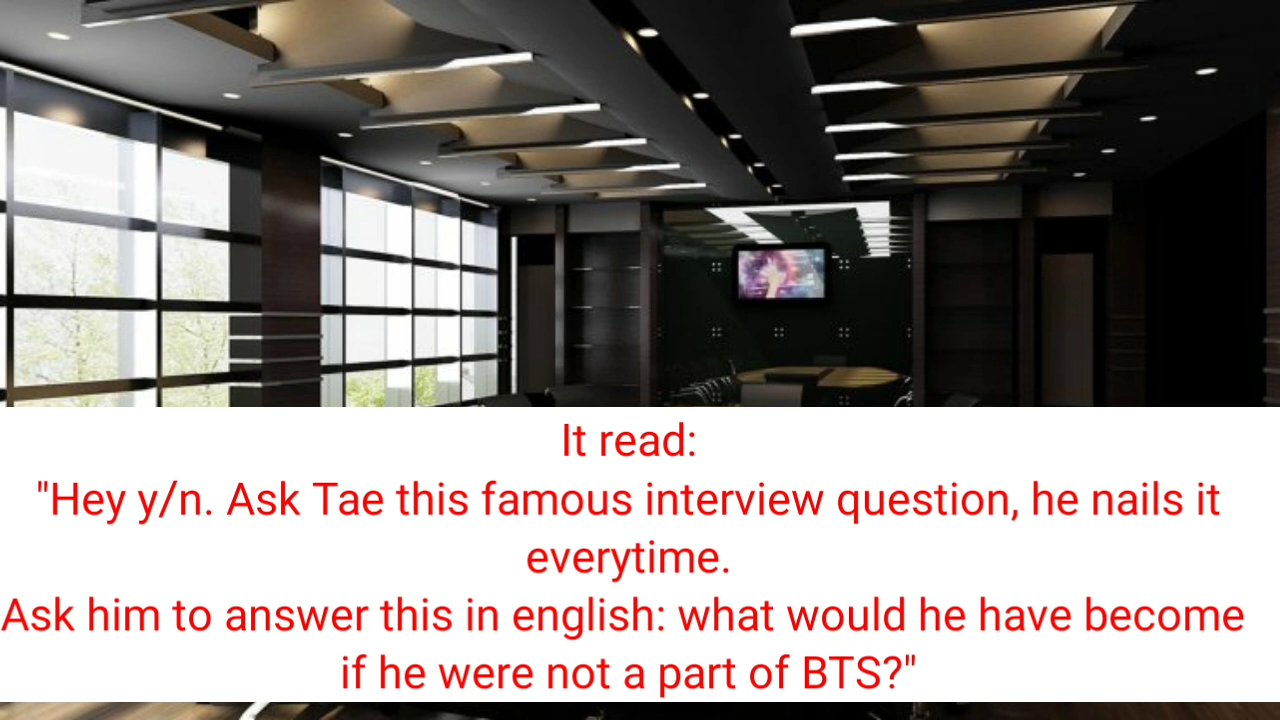 It read:
"Hey y/n. Ask Tae this famous interview question, he nails it
everytime.
Ask him to answer this in english: what would he have become
if he were not a part of BTS?"